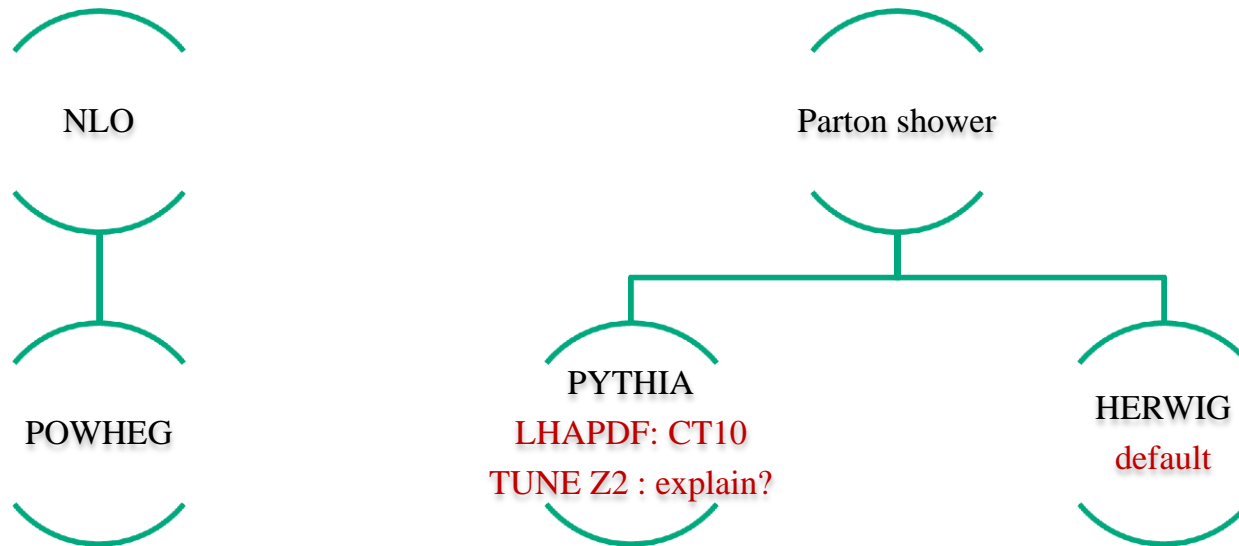 NLO
Parton shower
POWHEG
PYTHIA
LHAPDF: CT10
TUNE Z2 : explain?
HERWIG
default